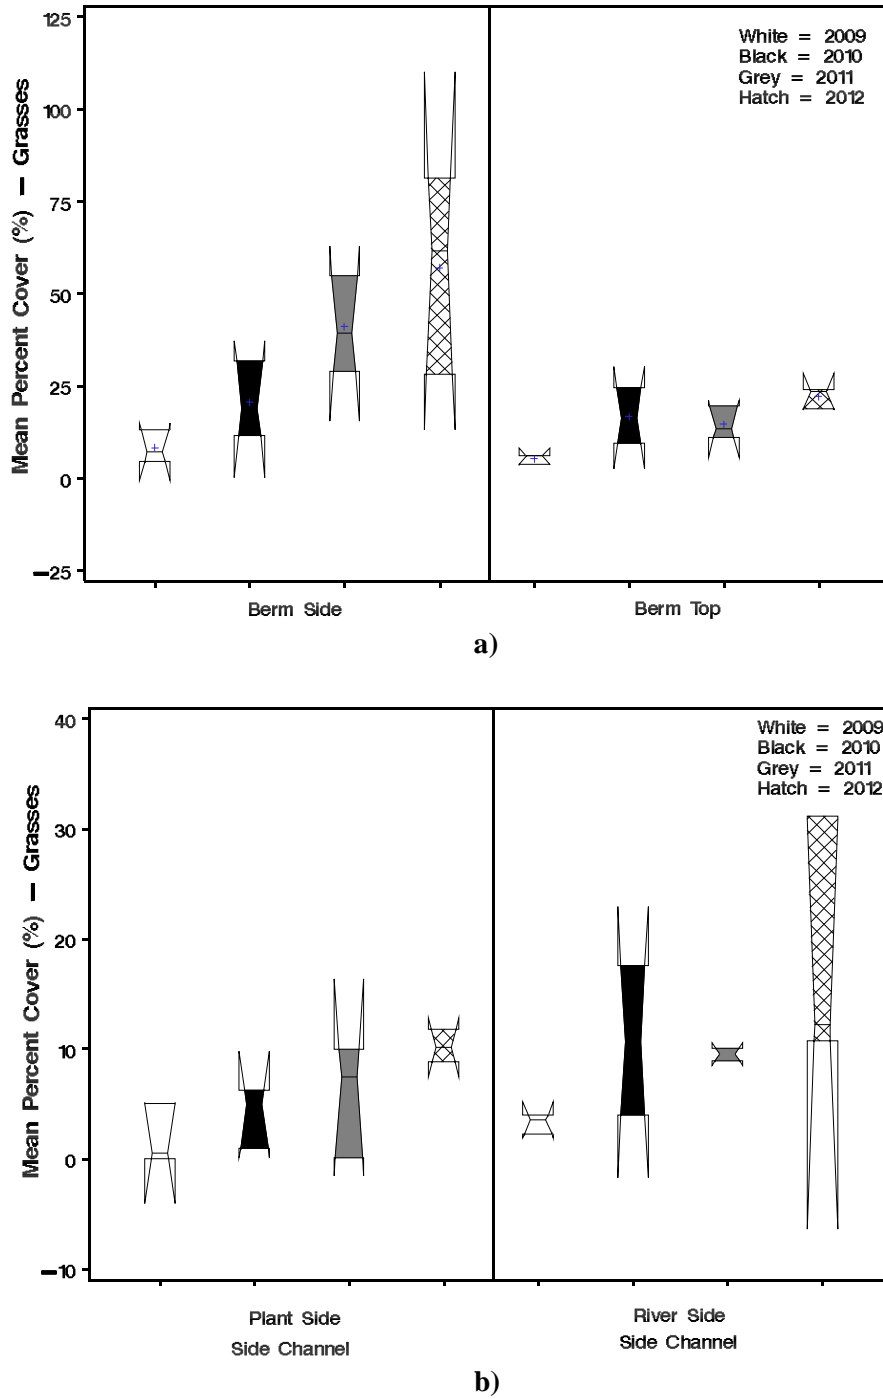 White = 2009
Black = 2010
Grey = 2011
Hatch = 2012
Mean Percent Cover (%) — Grasses
125
100
75
50
25
0
−25
Berm Side
Berm Top
a)
White = 2009
Black = 2010
Grey = 2011
Hatch = 2012
Mean Percent Cover (%) — Grasses
40
30
20
10
0
−10
Plant Side
Side Channel
River Side
Side Channel
b)